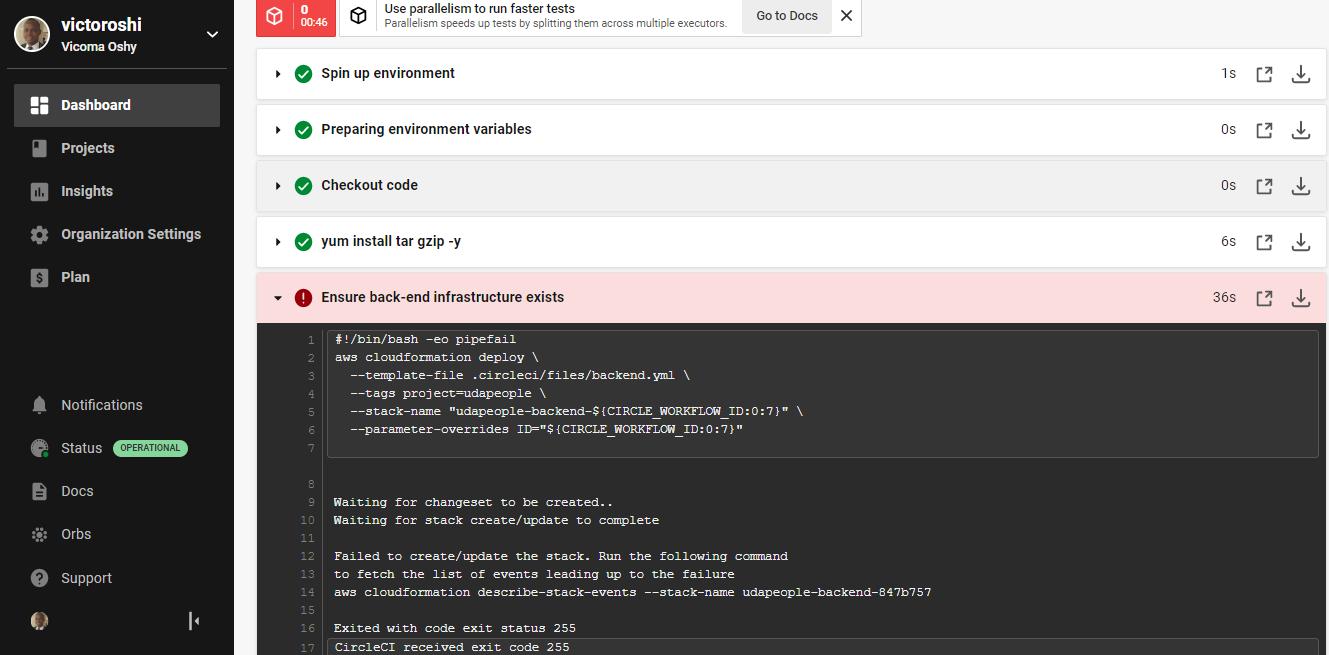 victoroshi
Vicoma Oshy
Dashboard
Projects
Insights
Organization Settings
Plan
Notifications
Status OPERATIONAL
Docs
Orbs
Support
0
00:46
Use parallelism to run faster tests
Parallelism speeds up tests by splitting them across multiple executors.
Go to Docs
Spin up environment 1s
Preparing environment variables 0s
Checkout code 0s
yum install tar gzip -y 6s
Ensure back-end infrastructure exists 36s
1 #!/bin/bash -eo pipefail
2 aws cloudformation deploy \
3 --template-file .circleci/files/backend.yml \
4 --tags project=udapeople \
5 --stack-name "udapeople-backend-${CIRCLE_WORKFLOW_ID:0:7}" \
6 --parameter-overrides ID="${CIRCLE_WORKFLOW_ID:0:7}"
7
8
9 Waiting for changeset to be created..
10 Waiting for stack create/update to complete
11
12 Failed to create/update the stack. Run the following command
13 to fetch the list of events leading up to the failure
14 aws cloudformation describe-stack-events --stack-name udapeople-backend-847b757
15
16 Exited with code exit status 255
17 CircleCI received exit code 255